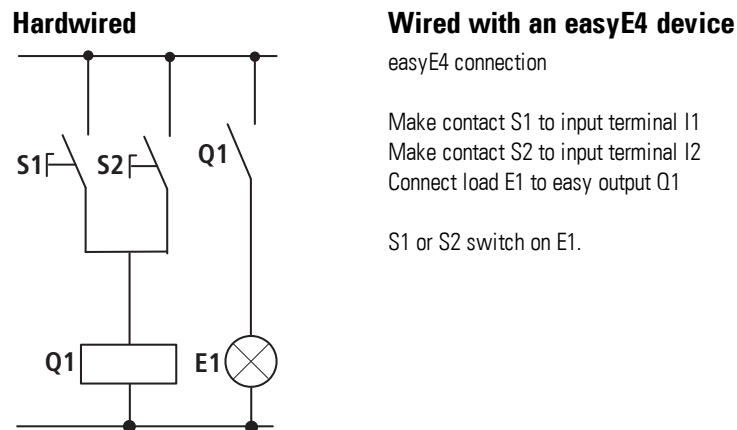 Hardwired
S1
S2
Q1
Q1
E1
Wired with an easyE4 device
easyE4 connection
Make contact S1 to input terminal I1
Make contact S2 to input terminal I2
Connect load E1 to easy output Q1
S1 or S2 switch on E1.